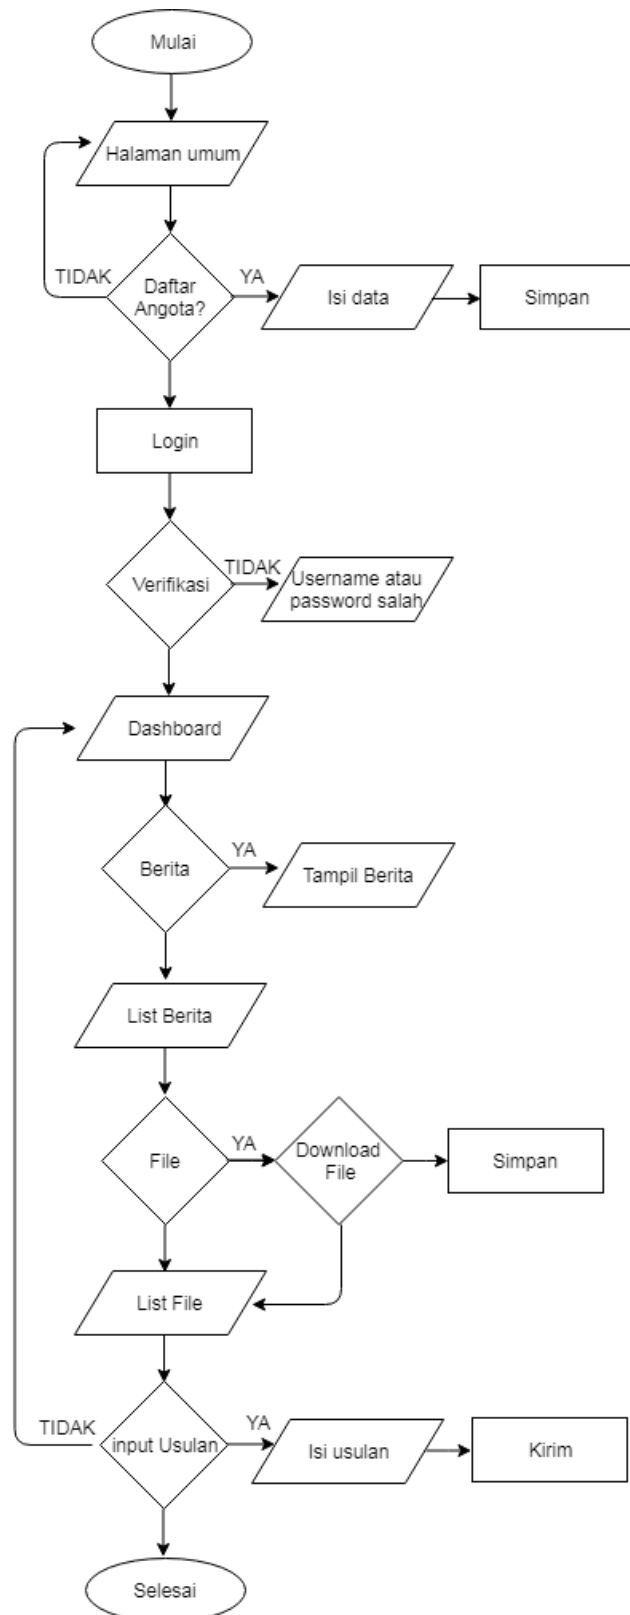 Mulai
Halaman umum
TIDAK
Daftar
Angota?
YA
Isi data
Simpan
Login
Verifikasi
TIDAK
Username atau
password salah
Dashboard
Berita
YA
Tampil Berita
List Berita
File
YA
Download
File
Simpan
List File
TIDAK
input Usulan
YA
Isi usulan
Kirim
Selesai